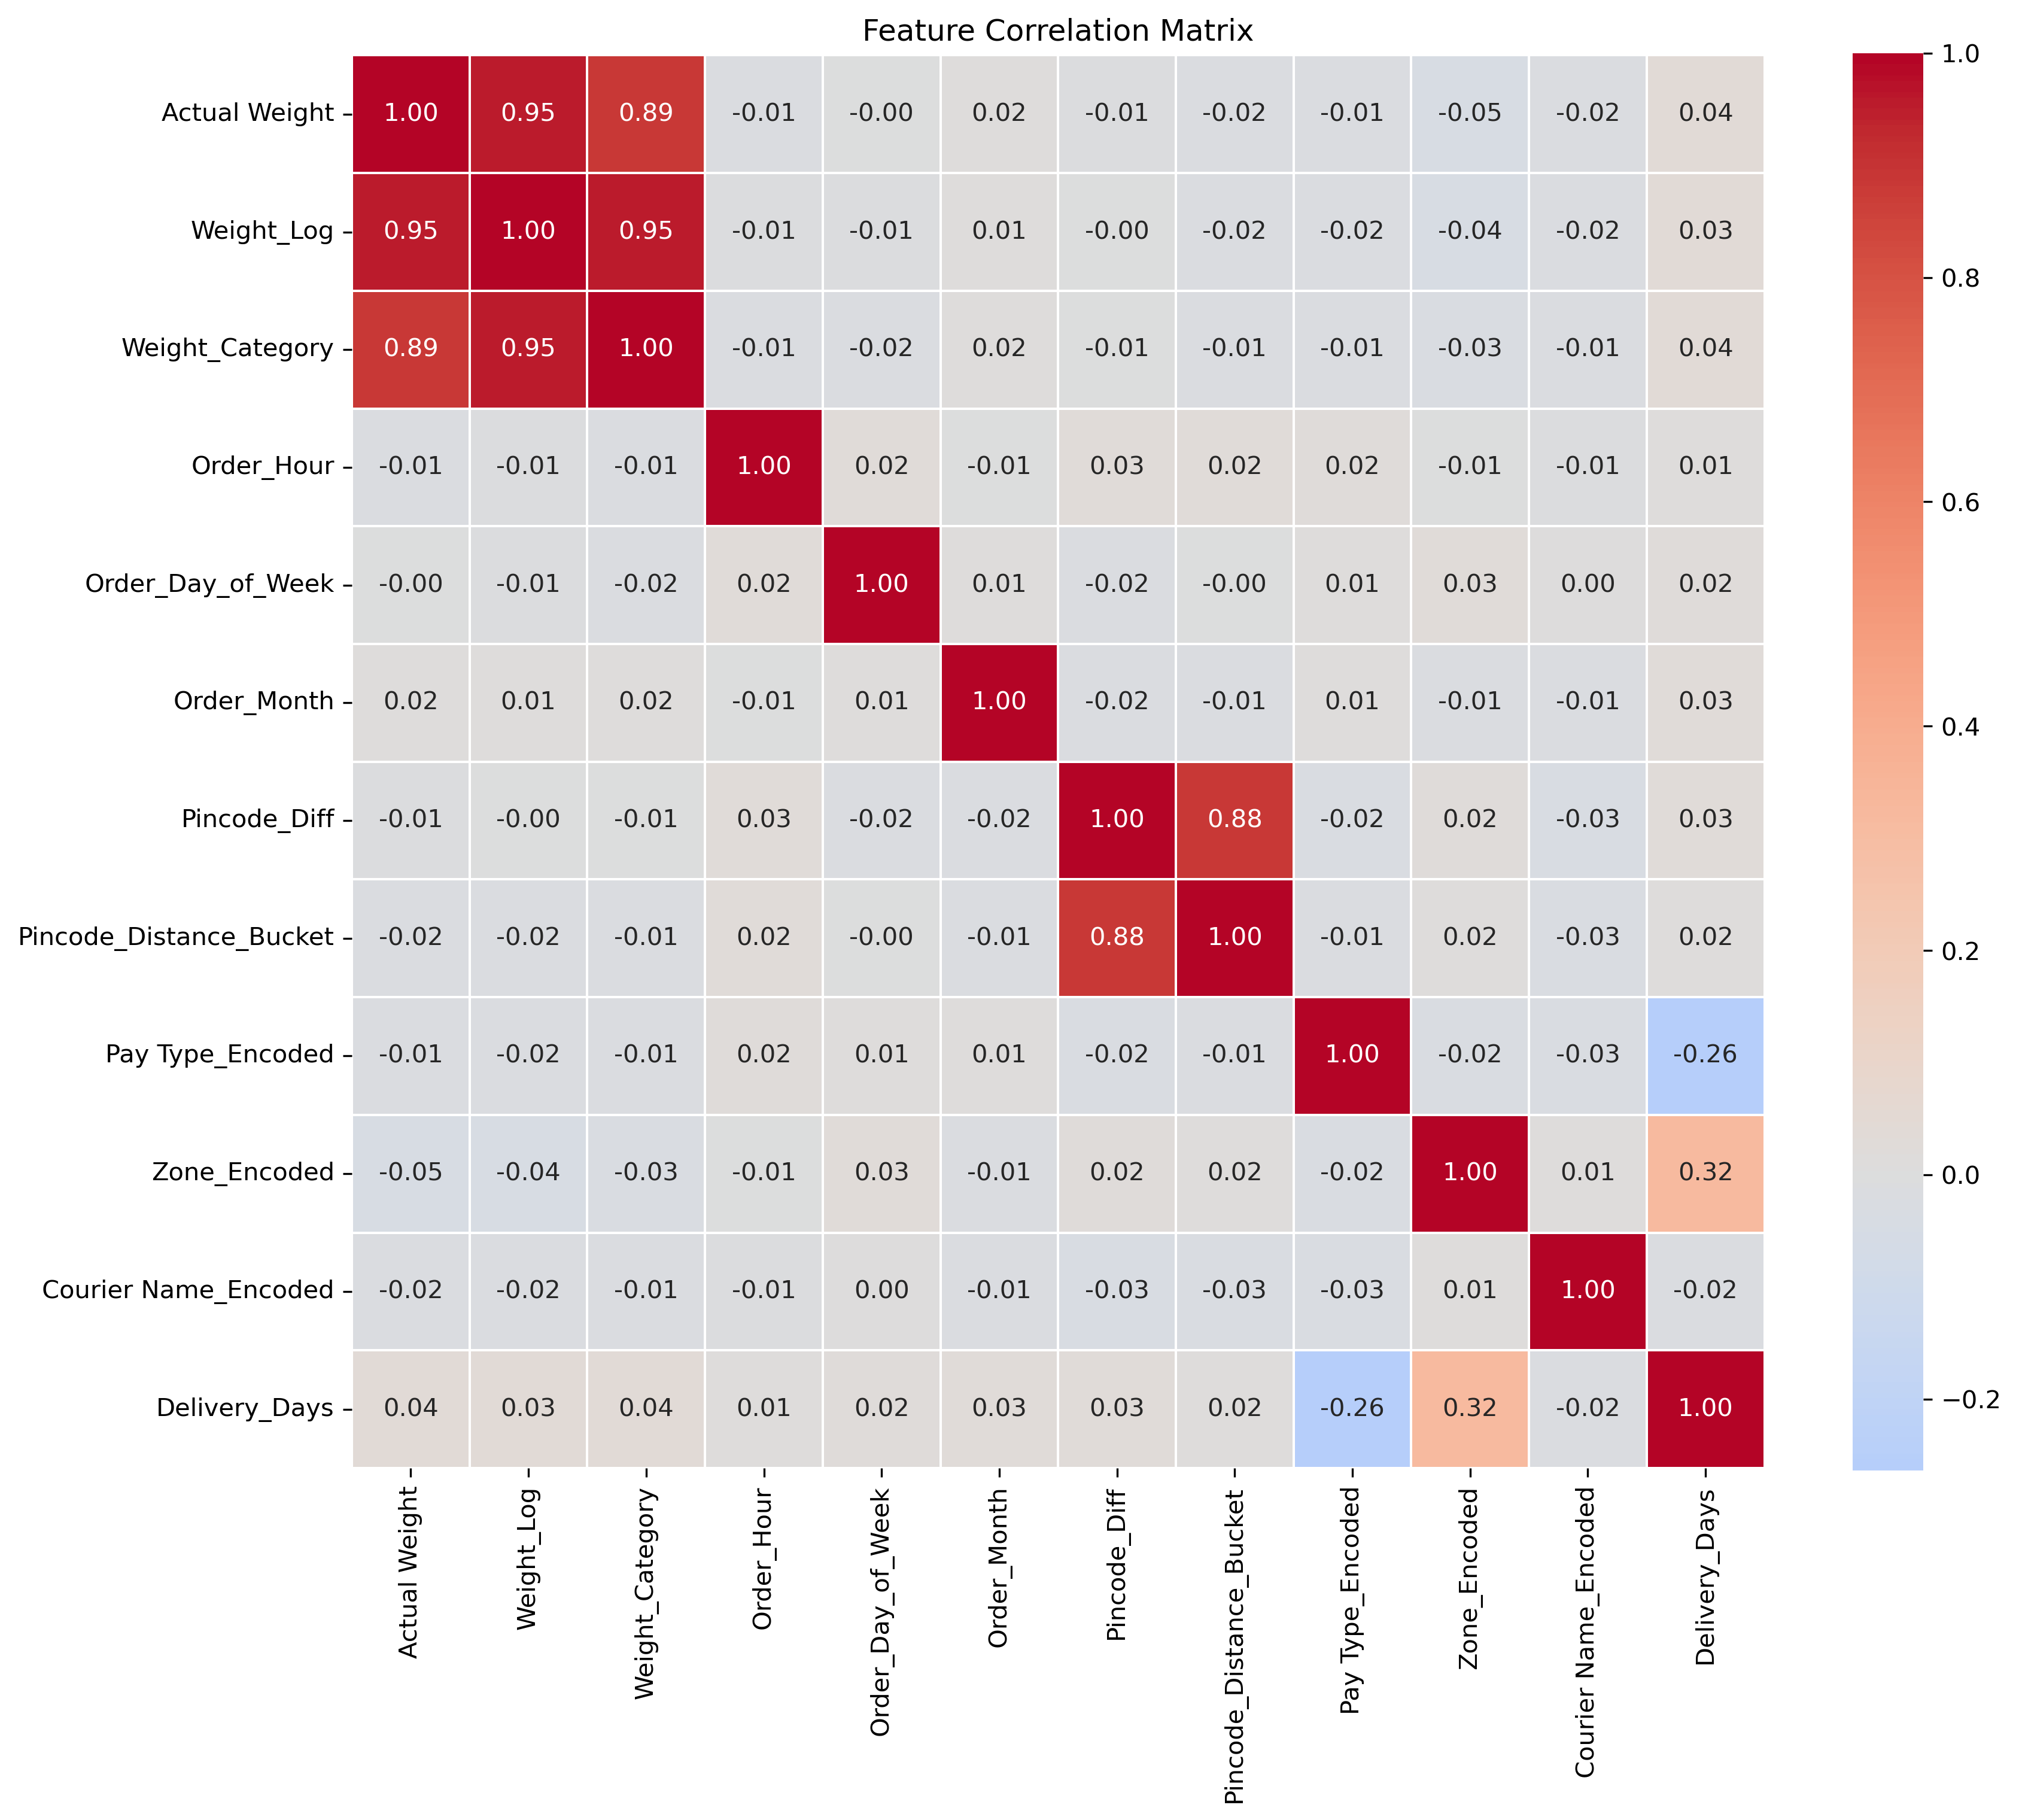 Feature Correlation Matrix
Actual Weight 1.00 0.95 0.89 -0.01 -0.00 0.02 -0.01 -0.02 -0.01 -0.05 -0.02 0.04
Weight_Log 0.95 1.00 0.95 -0.01 -0.01 0.01 -0.00 -0.02 -0.02 -0.04 -0.02 0.03
Weight_Category 0.89 0.95 1.00 -0.01 -0.02 0.02 -0.01 -0.01 -0.01 -0.03 -0.01 0.04
Order_Hour -0.01 -0.01 -0.01 1.00 0.02 -0.01 0.03 0.02 0.02 -0.01 -0.01 0.01
Order_Day_of_Week -0.00 -0.01 -0.02 0.02 1.00 0.01 -0.02 -0.00 0.01 0.03 0.00 0.02
Order_Month 0.02 0.01 0.02 -0.01 0.01 1.00 -0.02 -0.01 0.01 -0.01 -0.01 0.03
Pincode_Diff -0.01 -0.00 -0.01 0.03 -0.02 -0.02 1.00 0.88 -0.02 0.02 -0.03 0.03
Pincode_Distance_Bucket -0.02 -0.02 -0.01 0.02 -0.00 -0.01 0.88 1.00 -0.01 0.02 -0.03 0.02
Pay Type_Encoded -0.01 -0.02 -0.01 0.02 0.01 0.01 -0.02 -0.01 1.00 -0.02 -0.03 -0.26
Zone_Encoded -0.05 -0.04 -0.03 -0.01 0.03 -0.01 0.02 0.02 -0.02 1.00 0.01 0.32
Courier Name_Encoded -0.02 -0.02 -0.01 -0.01 0.00 -0.01 -0.03 -0.03 -0.03 0.01 1.00 -0.02
Delivery_Days 0.04 0.03 0.04 0.01 0.02 0.03 0.03 0.02 -0.26 0.32 -0.02 1.00
Actual Weight
Weight_Log
Weight_Category
Order_Hour
Order_Day_of_Week
Order_Month
Pincode_Diff
Pincode_Distance_Bucket
Pay Type_Encoded
Zone_Encoded
Courier Name_Encoded
Delivery_Days
1.0
0.8
0.6
0.4
0.2
0.0
−0.2